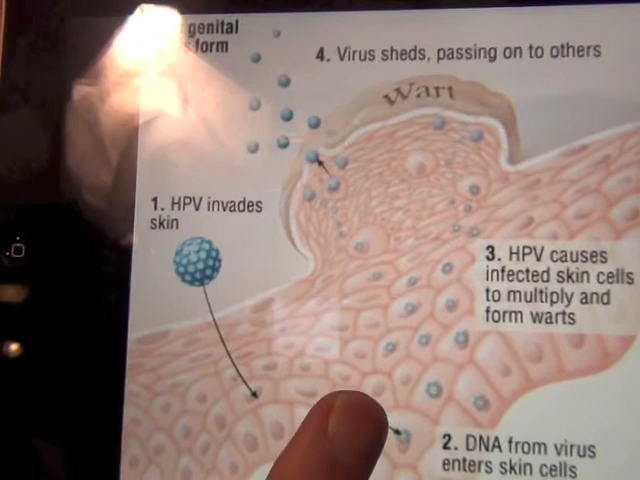 genital
form
4. Virus sheds, passing on to others
Wart
1. HPV invades
skin
3. HPV causes
infected skin cells
to multiply and
form warts
2. DNA from virus
enters skin cells